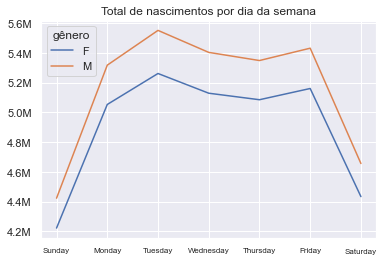 Total de nascimentos por dia da semana
gênero
F
M
5.6M
5.4M
5.2M
5.0M
4.8M
4.6M
4.4M
4.2M
Sunday Monday Tuesday Wednesday Thursday Friday Saturday